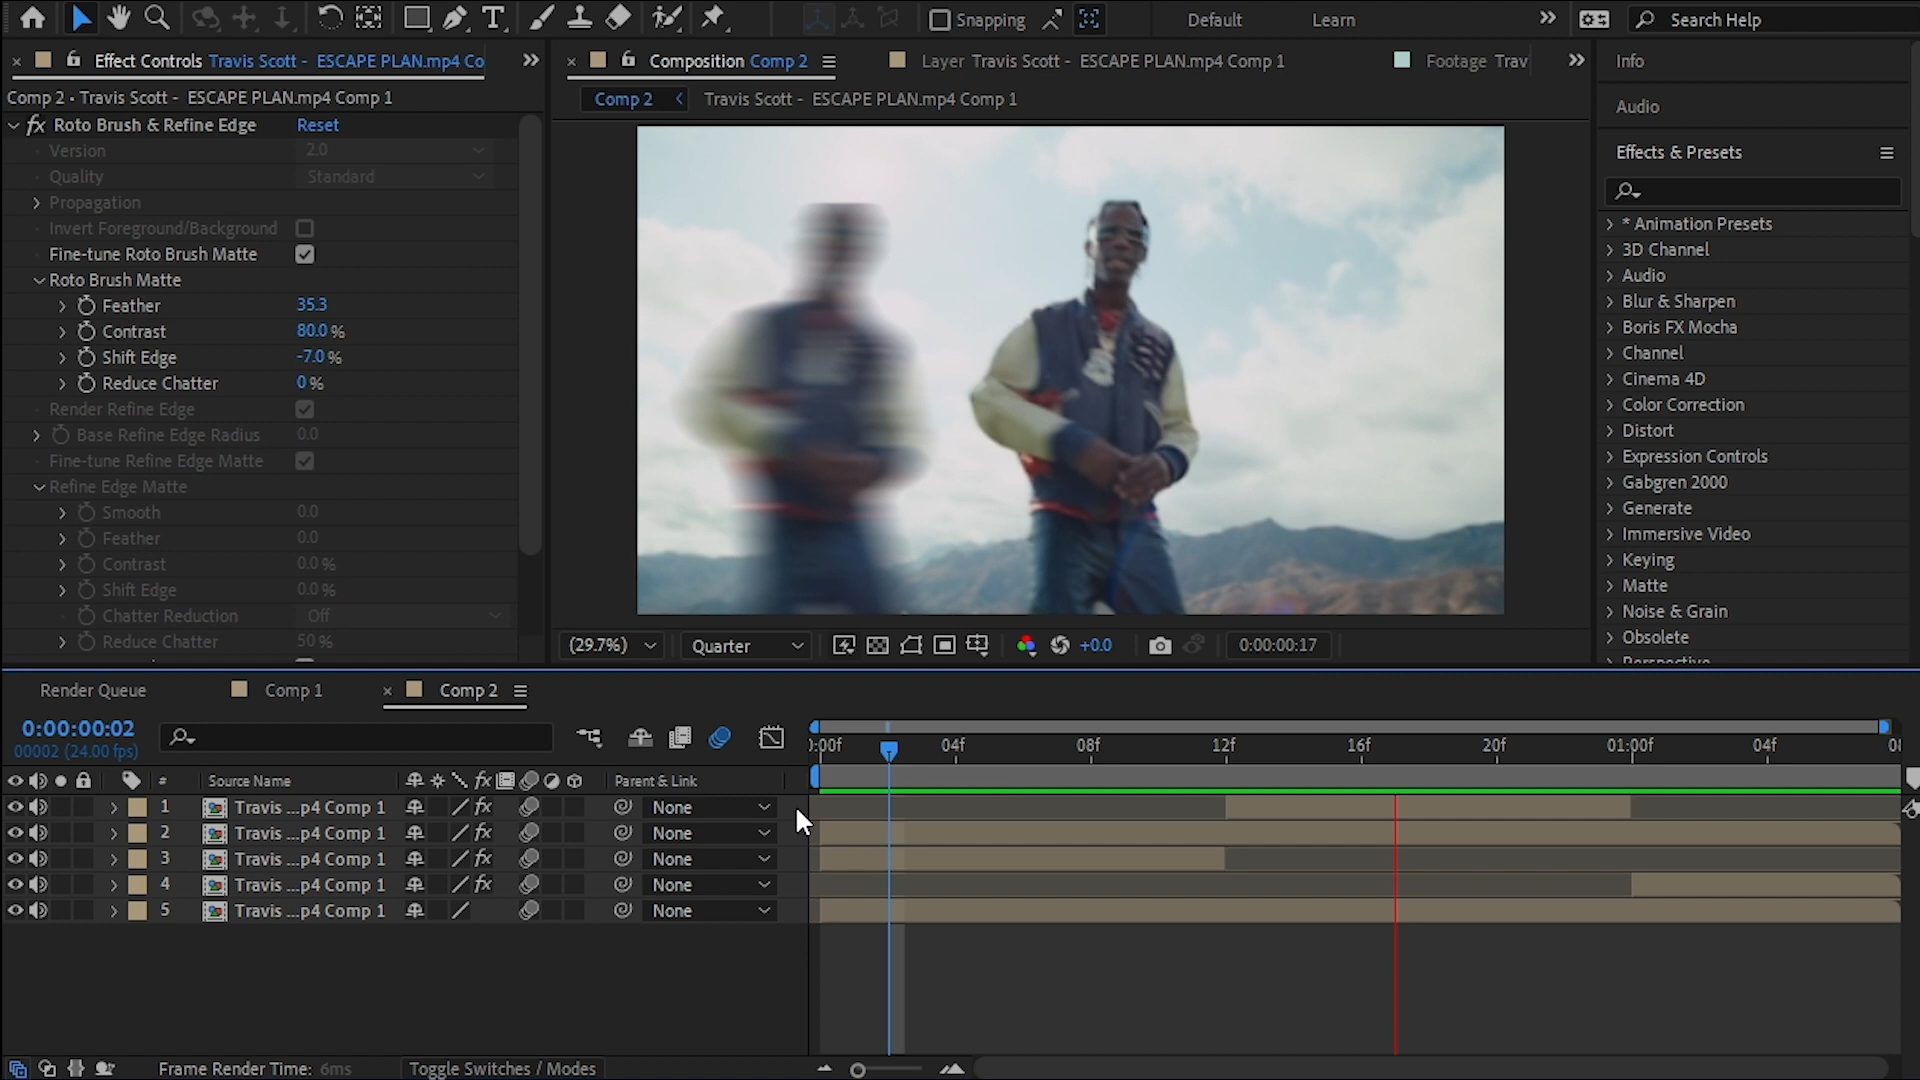 Snapping
Default
Learn
Search Help
Effect Controls Travis Scott - ESCAPE PLAN.mp4 Co
Composition Comp 2
Layer Travis Scott - ESCAPE PLAN.mp4 Comp 1
Footage Trav
Info
Comp 2 • Travis Scott - ESCAPE PLAN.mp4 Comp 1
Comp 2
Travis Scott - ESCAPE PLAN.mp4 Comp 1
Audio
fx Roto Brush & Refine Edge Reset
Version 2.0
Quality Standard
Propagation
Invert Foreground/Background
Fine-tune Roto Brush Matte
Roto Brush Matte
Feather 35.3
Contrast 80.0 %
Shift Edge -7.0 %
Reduce Chatter 0 %
Render Refine Edge
Base Refine Edge Radius 0.0
Fine-tune Refine Edge Matte
Refine Edge Matte
Smooth 0.0
Feather 0.0
Contrast 0.0 %
Shift Edge 0.0 %
Chatter Reduction Off
Reduce Chatter 50 %
Effects & Presets
* Animation Presets
3D Channel
Audio
Blur & Sharpen
Boris FX Mocha
Channel
Cinema 4D
Color Correction
Distort
Expression Controls
Gabgren 2000
Generate
Immersive Video
Keying
Matte
Noise & Grain
Obsolete
Perspective
(29.7%)
Quarter
+0.0
0:00:00:17
Render Queue
Comp 1
Comp 2
0:00:00:02
00002 (24.00 fps)
:00f 04f 08f 12f 16f 20f 01:00f 04f 08
# Source Name fx Parent & Link
1 Travis ...p4 Comp 1 fx None
2 Travis ...p4 Comp 1 fx None
3 Travis ...p4 Comp 1 fx None
4 Travis ...p4 Comp 1 fx None
5 Travis ...p4 Comp 1 None
Frame Render Time: 6ms
Toggle Switches / Modes